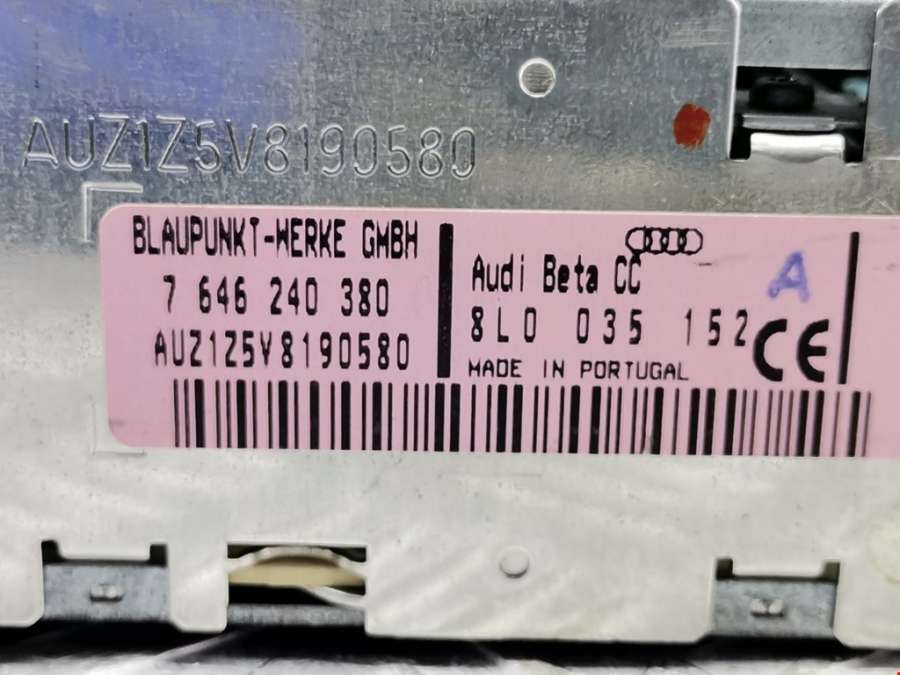 AUZ1Z5V8190580
BLAUPUNKT-WERKE GMBH
7 646 240 380
AUZ1Z5V8190580
Audi Beta CC
8L0 035 152
MADE IN PORTUGAL
A
CE